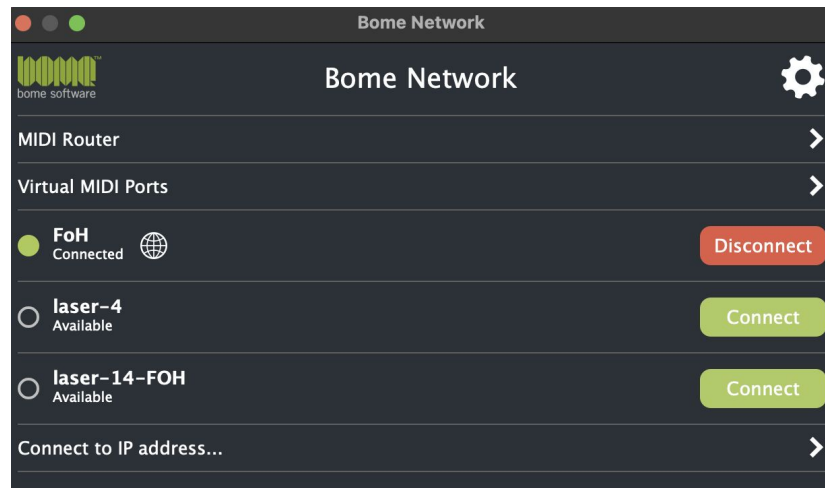 Bome Network
bome™
bome software
Bome Network
MIDI Router
Virtual MIDI Ports
FoH
Connected
Disconnect
laser-4
Available
Connect
laser-14-FOH
Available
Connect
Connect to IP address...